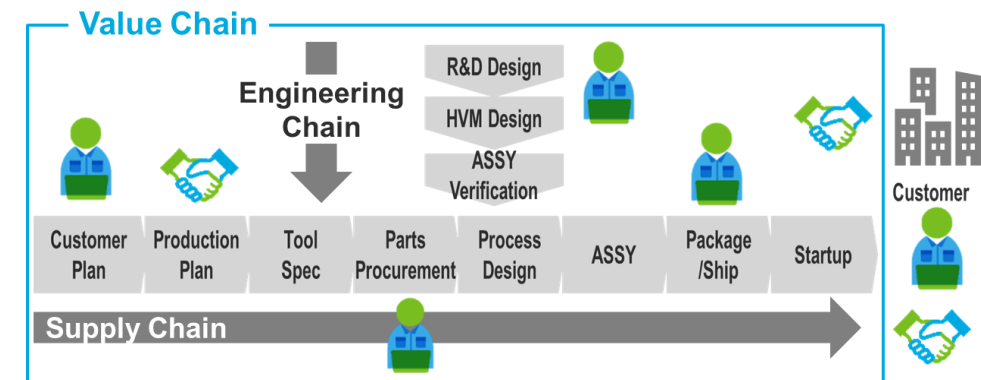 Value Chain
Engineering
Chain
R&D Design
HVM Design
ASSY
Verification
Customer
Plan
Production
Plan
Tool
Spec
Parts
Procurement
Process
Design
ASSY
Package
/Ship
Startup
Supply Chain
Customer